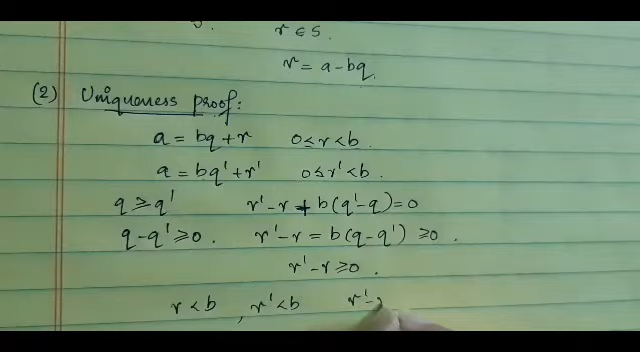 r ∈ S.
r = a - bq.
(2) Uniqueness proof:
a = bq + r 0 ≤ r < b.
a = bq' + r' 0 ≤ r' < b.
q ≥ q' r' - r + b(q' - q) = 0
q - q' ≥ 0. r' - r = b(q - q') ≥ 0.
r' - r ≥ 0.
r < b, r' < b r' -